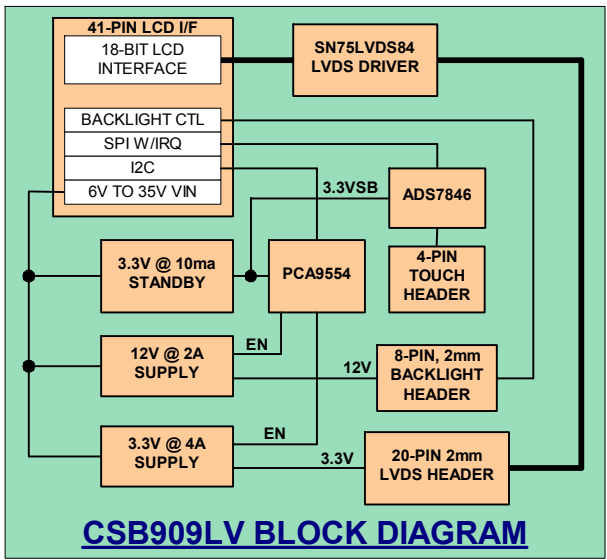 41-PIN LCD I/F
18-BIT LCD
INTERFACE
SN75LVDS84
LVDS DRIVER
BACKLIGHT CTL
SPI W/IRQ
I2C
6V TO 35V VIN
3.3VSB
ADS7846
3.3V @ 10ma
STANDBY
PCA9554
4-PIN
TOUCH
HEADER
12V @ 2A
SUPPLY
EN
12V
8-PIN, 2mm
BACKLIGHT
HEADER
3.3V @ 4A
SUPPLY
EN
3.3V
20-PIN 2mm
LVDS HEADER
CSB909LV BLOCK DIAGRAM